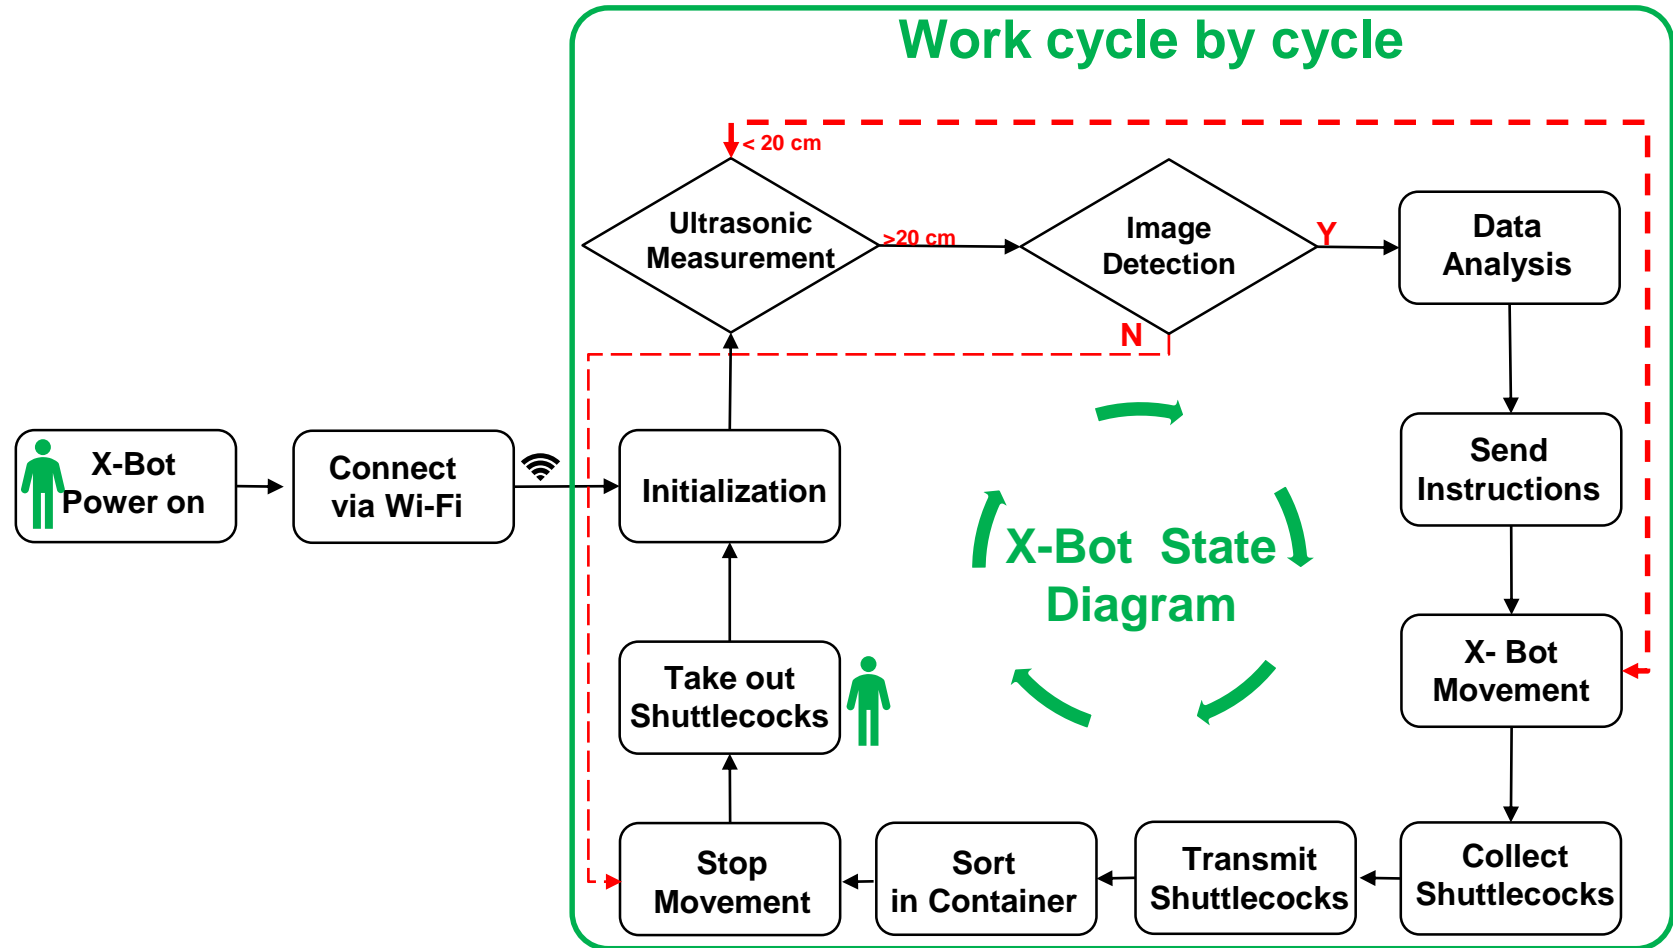 Work cycle by cycle
< 20 cm
Ultrasonic
Measurement
>20 cm
Image
Detection
Y
N
Data
Analysis
X-Bot
Power on
Connect
via Wi-Fi
Initialization
Send
Instructions
X-Bot State
Diagram
Take out
Shuttlecocks
X- Bot
Movement
Stop
Movement
Sort
in Container
Transmit
Shuttlecocks
Collect
Shuttlecocks